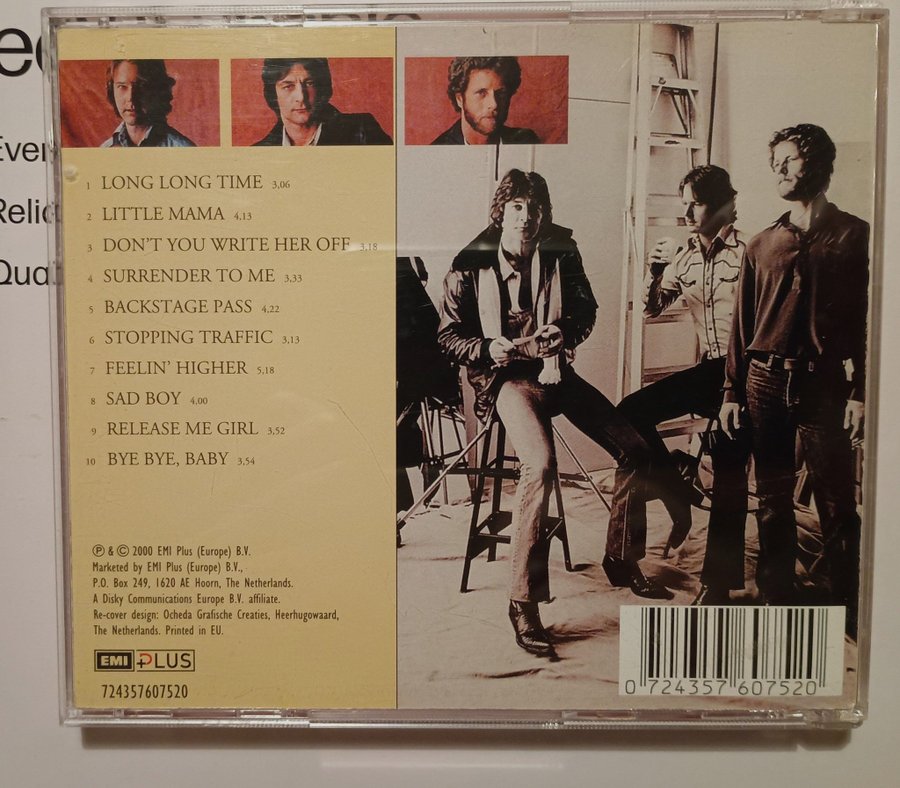 1 LONG LONG TIME 3,06
2 LITTLE MAMA 4,13
3 DON'T YOU WRITE HER OFF 3,18
4 SURRENDER TO ME 3,33
5 BACKSTAGE PASS 4,22
6 STOPPING TRAFFIC 3,13
7 FEELIN' HIGHER 5,18
8 SAD BOY 4,00
9 RELEASE ME GIRL 3,52
10 BYE BYE, BABY 3,54
Ⓟ & © 2000 EMI Plus (Europe) B.V.
Marketed by EMI Plus (Europe) B.V.,
P.O. Box 249, 1620 AE Hoorn, The Netherlands.
A Disky Communications Europe B.V. affiliate.
Re-cover design: Ocheda Grafische Creaties, Heerhugowaard,
The Netherlands. Printed in EU.
EMI PLUS
724357607520
0 724357 607520